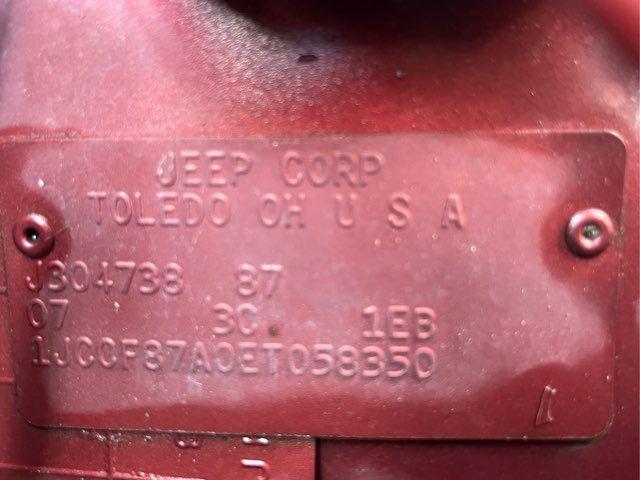 JEEP CORP
TOLEDO OH U S A
J304738 87
07 3C 1EB
1JCCF87A0ET058350